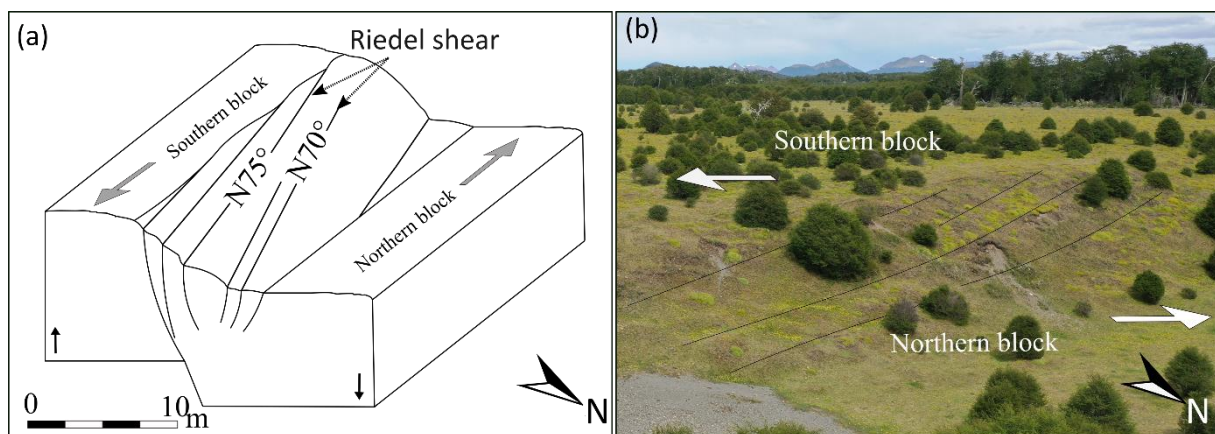 (a)
Riedel shear
Southern block
N75°
N70°
Northern block
0
10
m
N
(b)
Southern block
Northern block
N